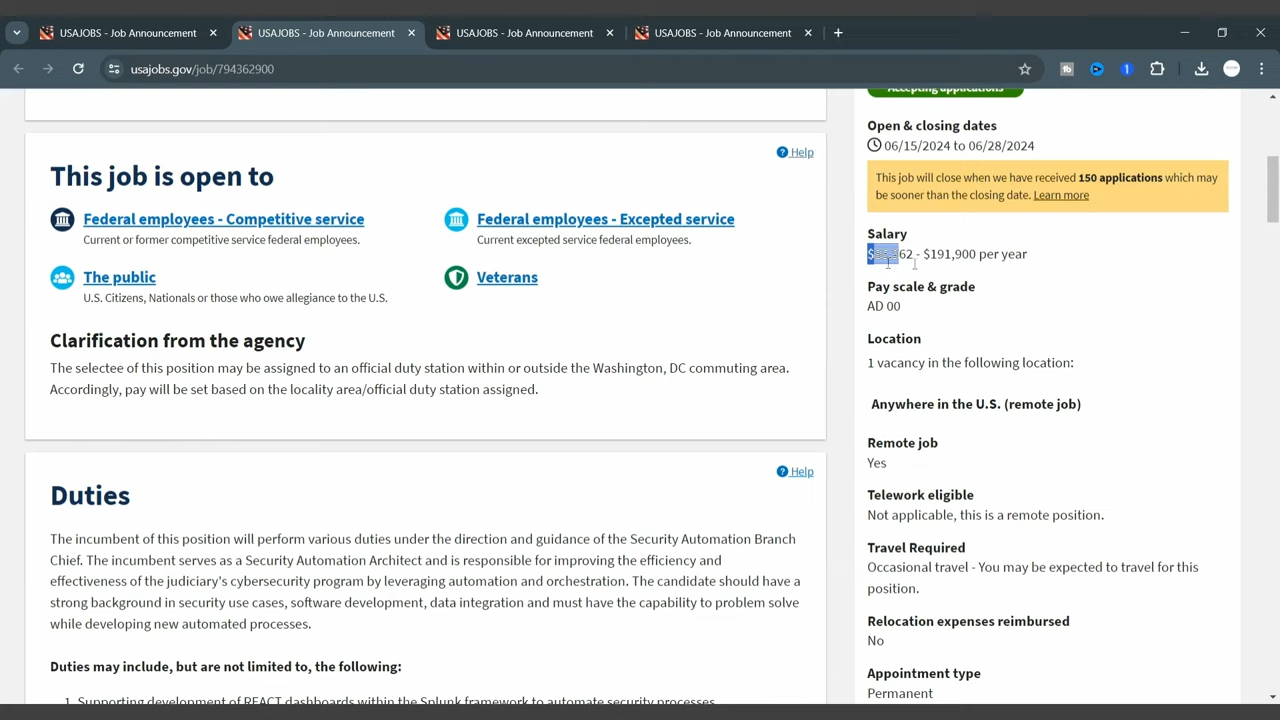 USAJOBS - Job Announcement
USAJOBS - Job Announcement
USAJOBS - Job Announcement
USAJOBS - Job Announcement
usajobs.gov/job/794362900
Help
This job is open to
Federal employees - Competitive service
Current or former competitive service federal employees.
Federal employees - Excepted service
Current excepted service federal employees.
The public
U.S. Citizens, Nationals or those who owe allegiance to the U.S.
Veterans
Clarification from the agency
The selectee of this position may be assigned to an official duty station within or outside the Washington, DC commuting area.
Accordingly, pay will be set based on the locality area/official duty station assigned.
Help
Duties
The incumbent of this position will perform various duties under the direction and guidance of the Security Automation Branch
Chief. The incumbent serves as a Security Automation Architect and is responsible for improving the efficiency and
effectiveness of the judiciary's cybersecurity program by leveraging automation and orchestration. The candidate should have a
strong background in security use cases, software development, data integration and must have the capability to problem solve
while developing new automated processes.
Duties may include, but are not limited to, the following:
1. Supporting development of REACT dashboards within the Splunk framework to automate security processes.
Accepting applications
Open & closing dates
06/15/2024 to 06/28/2024
This job will close when we have received 150 applications which may
be sooner than the closing date. Learn more
Salary
- $191,900 per year
Pay scale & grade
AD 00
Location
1 vacancy in the following location:
Anywhere in the U.S. (remote job)
Remote job
Yes
Telework eligible
Not applicable, this is a remote position.
Travel Required
Occasional travel - You may be expected to travel for this
position.
Relocation expenses reimbursed
No
Appointment type
Permanent